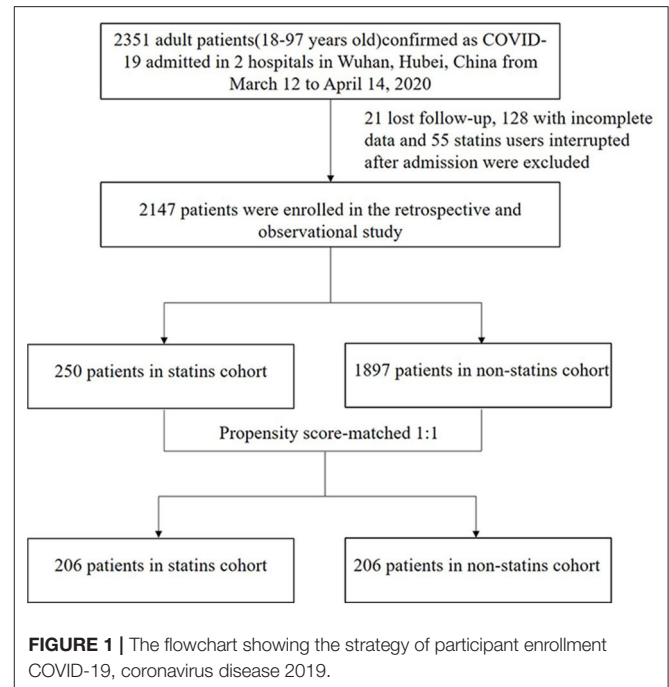 2351 adult patients(18-97 years old)confirmed as COVID-
19 admitted in 2 hospitals in Wuhan, Hubei, China from
March 12 to April 14, 2020
21 lost follow-up, 128 with incomplete
data and 55 statins users interrupted
after admission were excluded
2147 patients were enrolled in the retrospective and
observational study
250 patients in statins cohort
1897 patients in non-statins cohort
Propensity score-matched 1:1
206 patients in statins cohort
206 patients in non-statins cohort
FIGURE 1 | The flowchart showing the strategy of participant enrollment
COVID-19, coronavirus disease 2019.